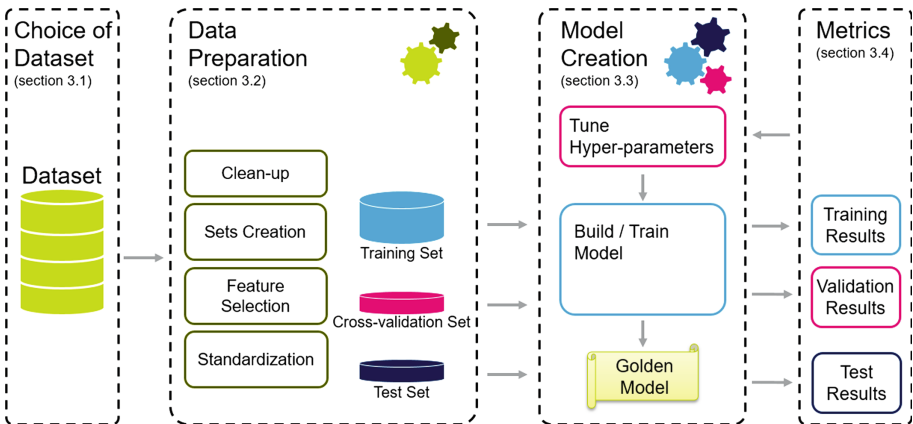 Choice of
Dataset
(section 3.1)
Dataset
Data
Preparation
(section 3.2)
Clean-up
Sets Creation
Feature
Selection
Standardization
Training Set
Cross-validation Set
Test Set
Model
Creation
(section 3.3)
Tune
Hyper-parameters
Build / Train
Model
Golden
Model
Metrics
(section 3.4)
Training
Results
Validation
Results
Test
Results